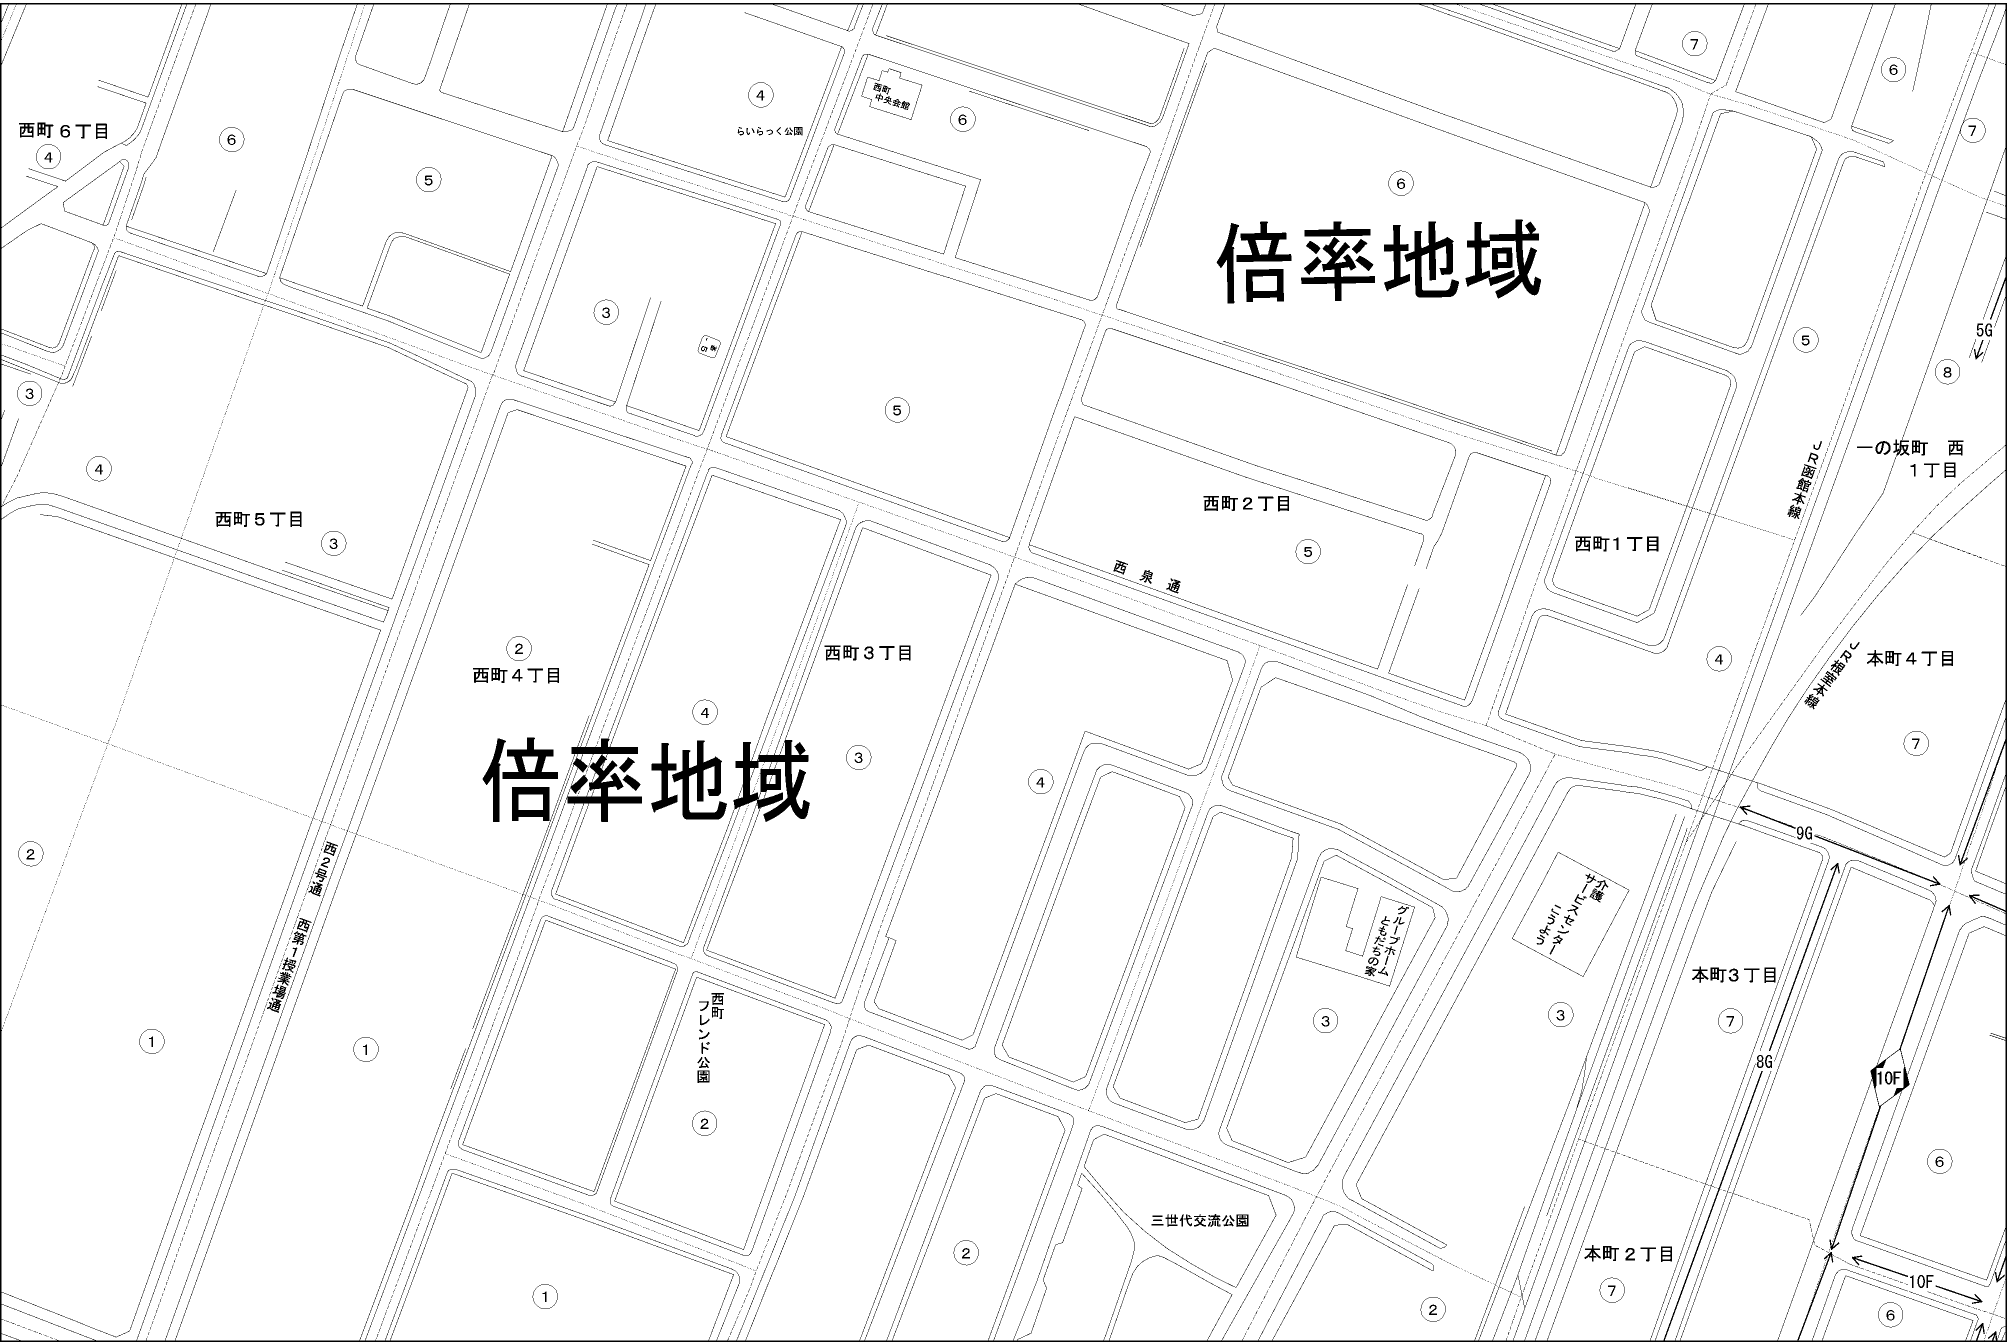 ⑦
⑥
④
西町
中央会館
⑥
らいらっく公園
西町6丁目
④
⑥
⑤
⑦
⑥
倍率地域
③
5G
⑤
⑧
③
⑤
一の坂町 西
1丁目
④
JR函館本線
西町5丁目
③
西町2丁目
⑤
西町1丁目
西泉通
②
西町4丁目
西町3丁目
④
本町4丁目
JR根室本線
④
③
⑦
倍率地域
④
9G
②
西2号通
西第1授業場通
介護
サービスセンター
こうよう
グループホーム
ともだちの家
本町3丁目
⑦
西町
フレンド公園
③
③
①
①
8G
10F
②
⑥
三世代交流公園
②
本町2丁目
⑦
10F
①
②
⑥